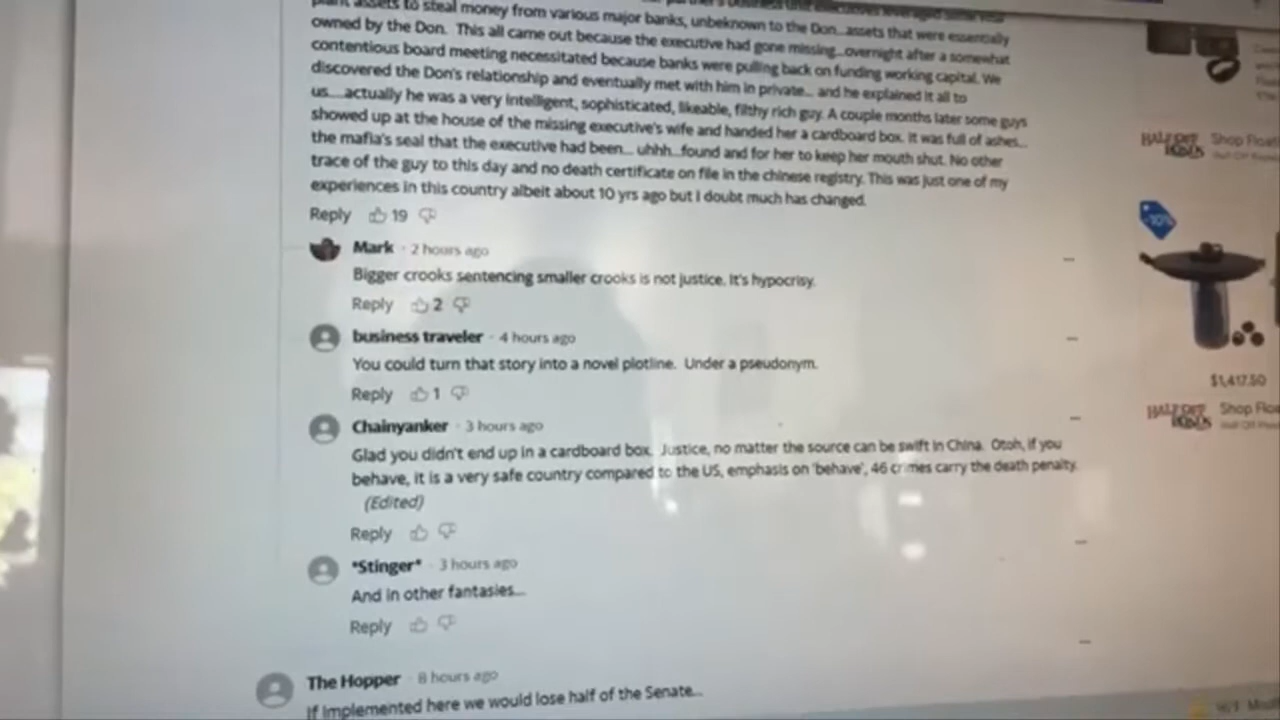 plant assets to steal money from various major banks, unbeknown to the Don...assets that were essentially
owned by the Don. This all came out because the executive had gone missing...overnight after a somewhat
contentious board meeting necessitated because banks were pulling back on funding working capital. We
discovered the Don's relationship and eventually met with him in private... and he explained it all to
us....actually he was a very intelligent, sophisticated, likeable, filthy rich guy. A couple months later some guys
showed up at the house of the missing executive's wife and handed her a cardboard box. It was full of ashes...
the mafia's seal that the executive had been... uhhh...found and for her to keep her mouth shut. No other
trace of the guy to this day and no death certificate on file in the chinese registry. This was just one of my
experiences in this country albeit about 10 yrs ago but I doubt much has changed.
Reply 19
Mark · 2 hours ago
Bigger crooks sentencing smaller crooks is not justice. It's hypocrisy.
Reply 2
business traveler · 4 hours ago
You could turn that story into a novel plotline. Under a pseudonym.
Reply 1
Chainyanker · 3 hours ago
Glad you didn't end up in a cardboard box. Justice, no matter the source can be swift in China. Otoh, if you
behave, it is a very safe country compared to the US, emphasis on 'behave', 46 crimes carry the death penalty.
(Edited)
Reply
*Stinger* · 3 hours ago
And in other fantasies...
Reply
The Hopper · 8 hours ago
If implemented here we would lose half of the Senate...
HALF OFF
PONDS
Shop Float
-10%
$1,417.50
HALF OFF
PONDS
Shop Floa